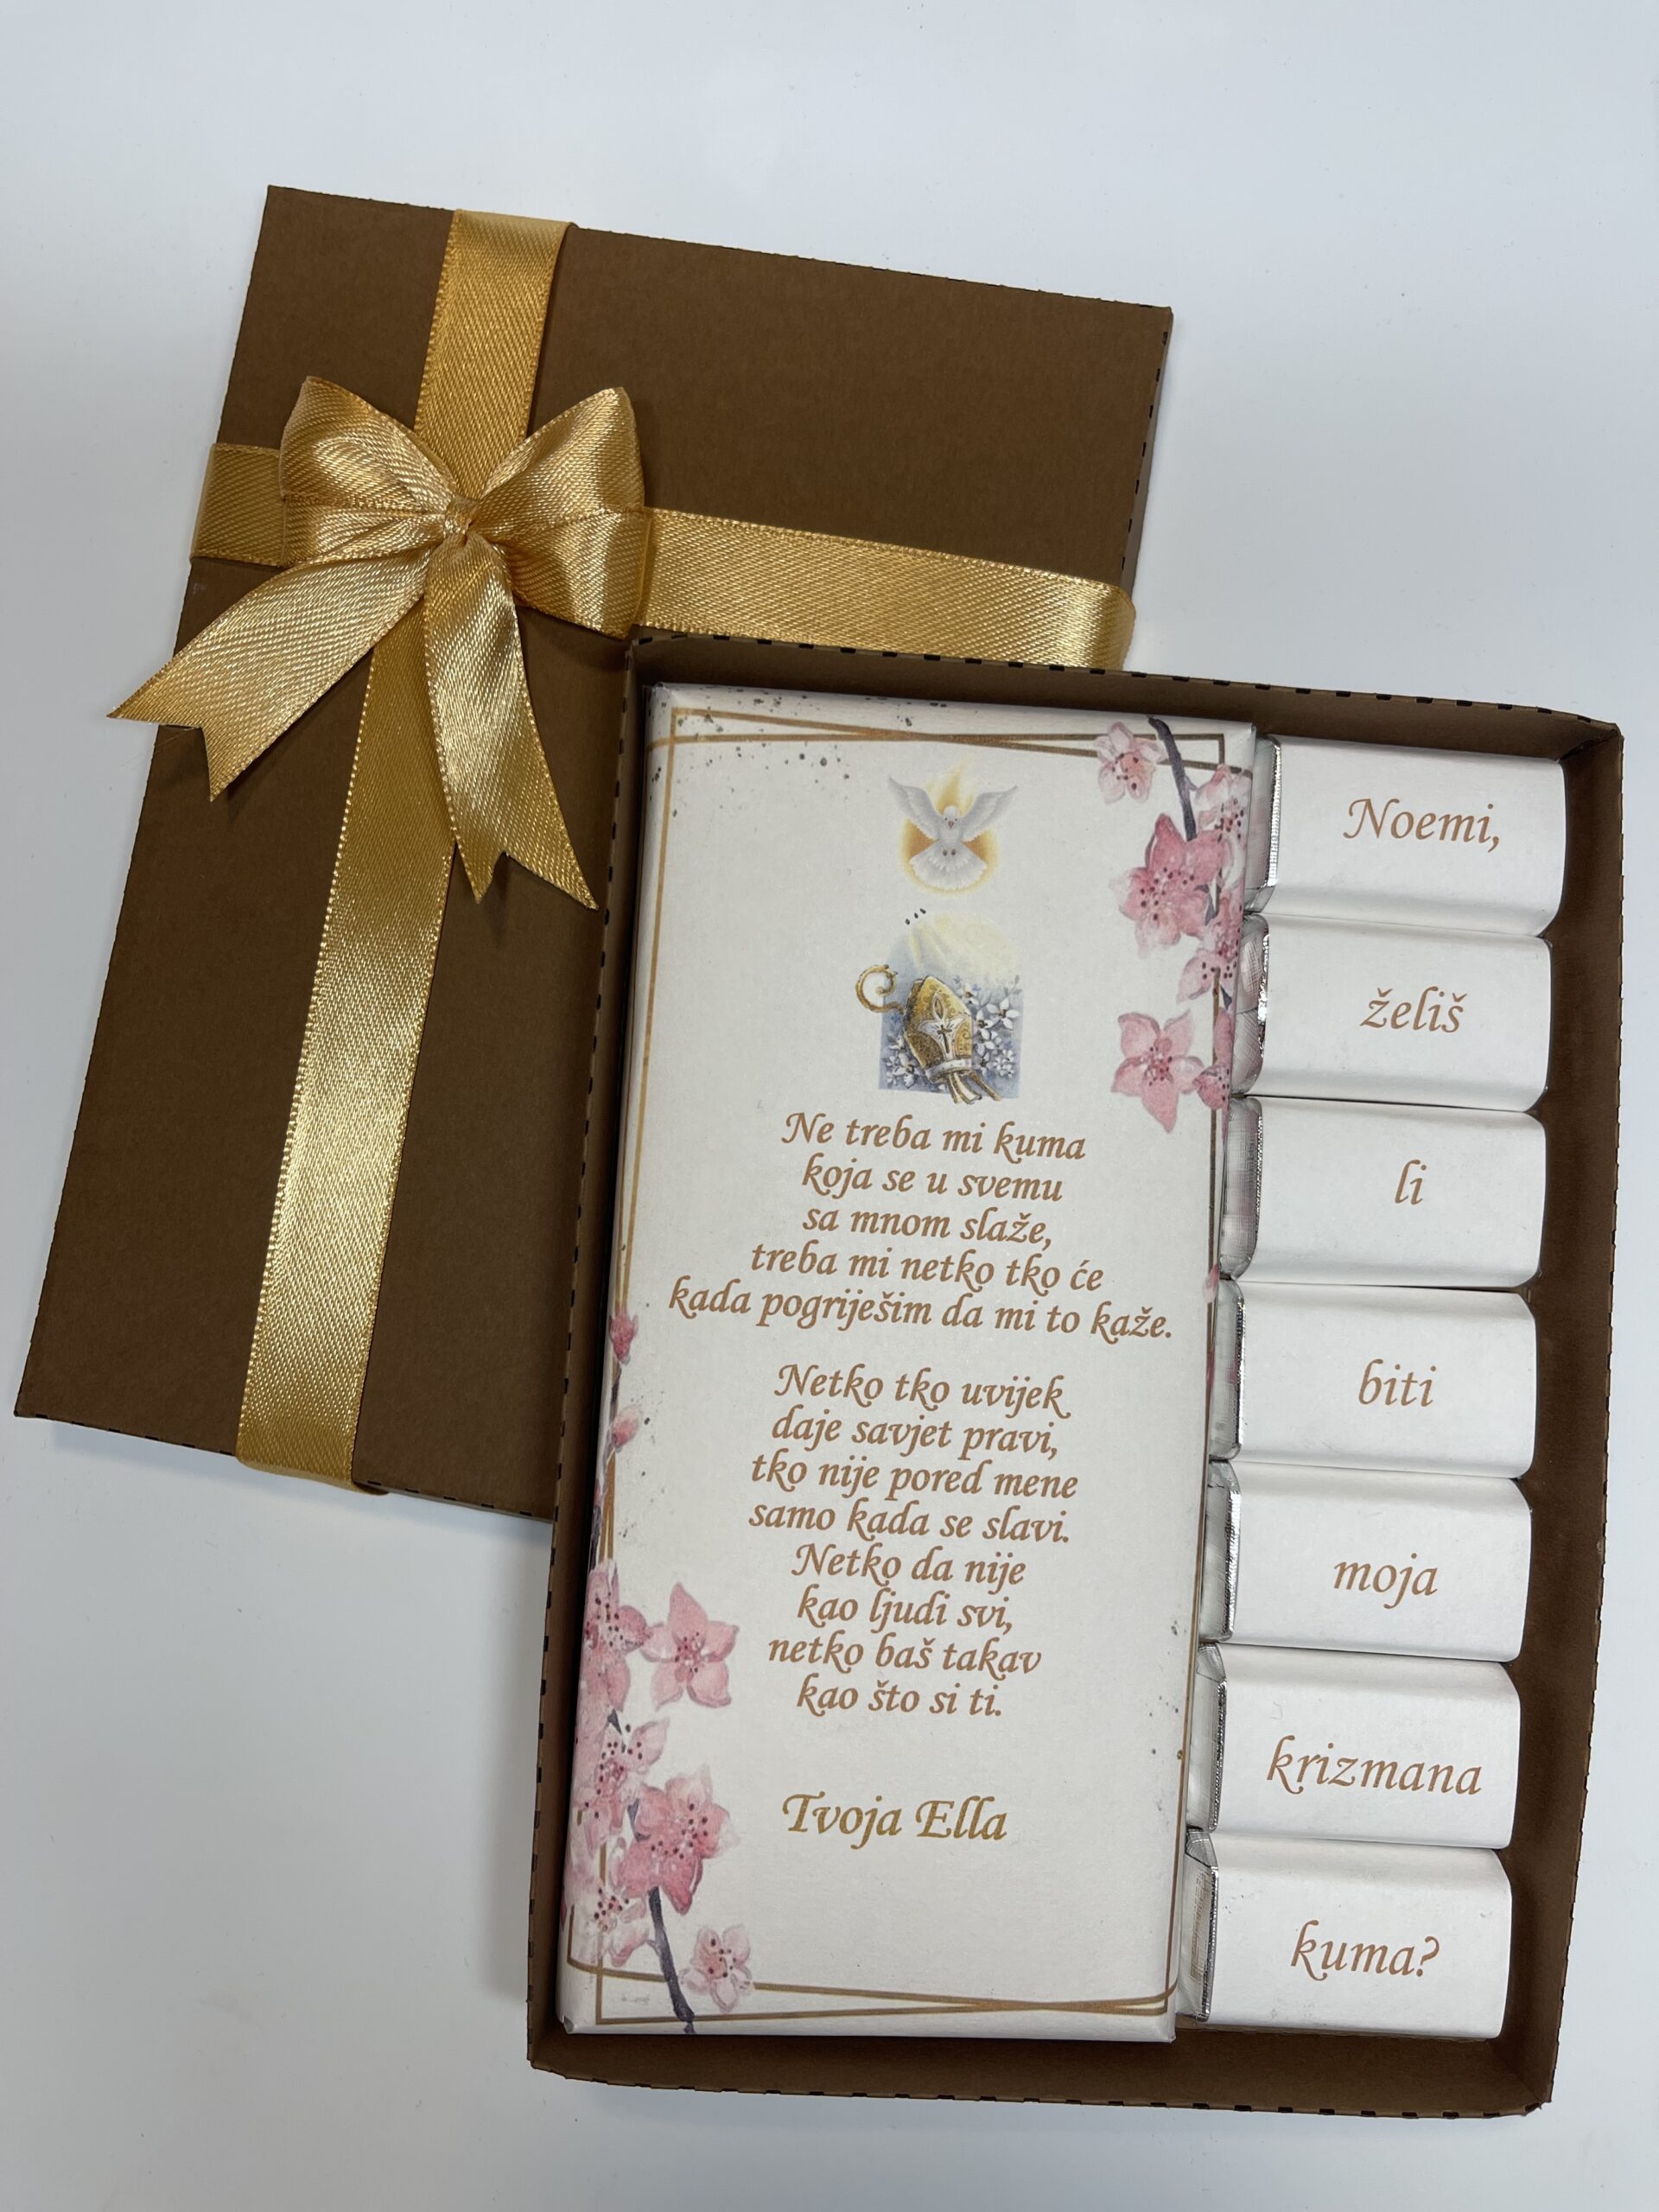 Ne treba mi kuma
koja se u svemu
sa mnom slaže,
treba mi netko tko će
kada pogriješim da mi to kaže.
Netko tko uvijek
daje savjet pravi,
tko nije pored mene
samo kada se slavi.
Netko da nije
kao ljudi svi,
netko baš takav
kao što si ti.
Tvoja Ella
Noemi,
želiš
li
biti
moja
krizmana
kuma?